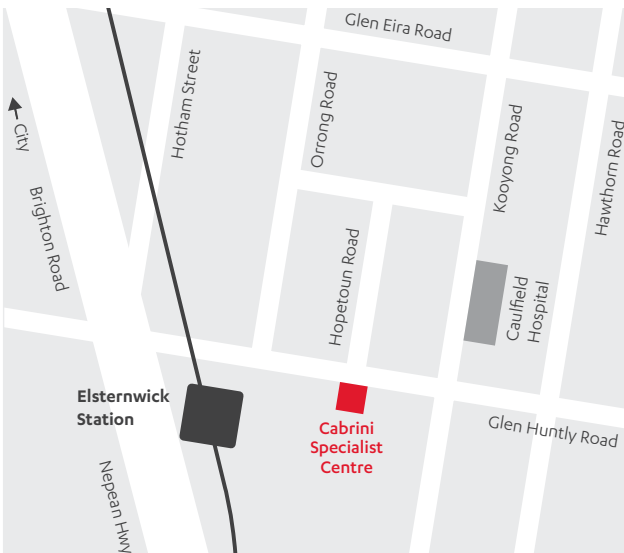 Glen Eira Road
Hotham Street
Orrong Road
Kooyong Road
Hawthorn Road
City
Brighton Road
Hopetoun Road
Caulfield
Hospital
Elsternwick
Station
Cabrini
Specialist
Centre
Glen Huntly Road
Nepean Hwy